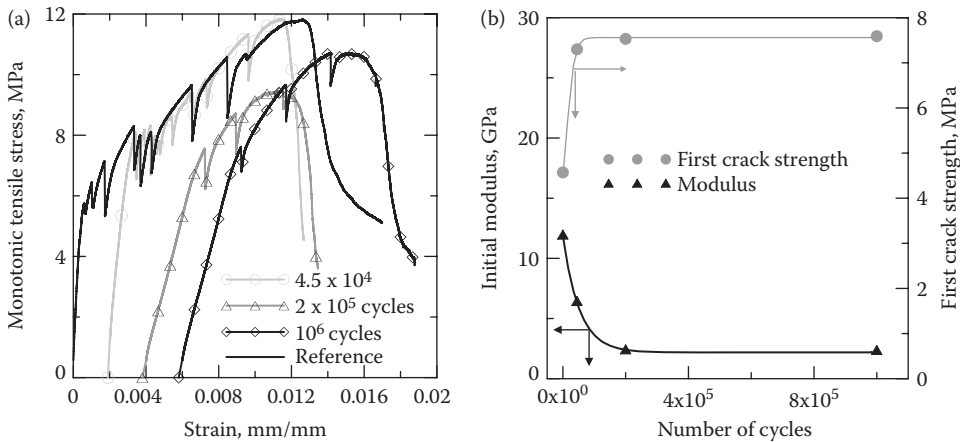 (a)
12
8
4
0
Monotonic tensile stress, MPa
4.5 x 10⁴
2 x 10⁵ cycles
10⁶ cycles
Reference
0
0.004
0.008
0.012
0.016
0.02
Strain, mm/mm
(b)
30
20
10
0
Initial modulus, GPa
First crack strength
Modulus
8
6
4
2
0
First crack strength, MPa
0x10⁰
4x10⁵
8x10⁵
Number of cycles